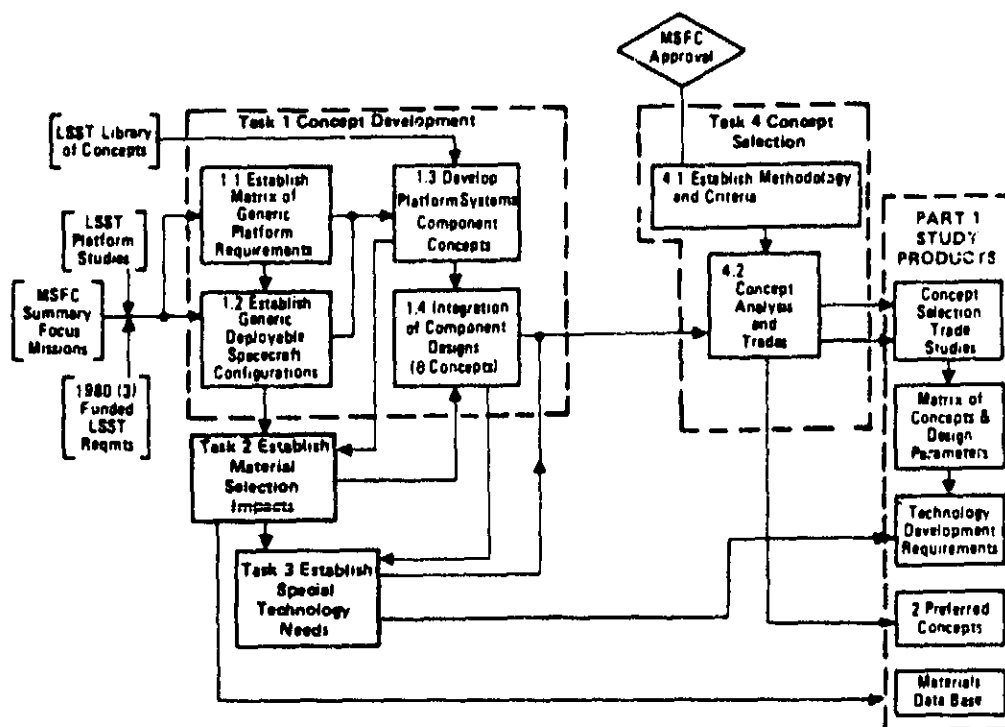 MSFC
Approval
LSST Library
of Concepts
Task 1 Concept Development
1.1 Establish
Matrix of
Generic
Platform
Requirements
1.3 Develop
Platform Systems
Component
Concepts
LSST
Platform
Studies
MSFC
Summary
Focus
Missions
1980 (3)
Funded
LSST
Reqmts
1.2 Establish
Generic
Deployable
Spacecraft
Configurations
1.4 Integration
of Component
Designs
(8 Concepts)
Task 2 Establish
Material
Selection
Impacts
Task 3 Establish
Special
Technology
Needs
Task 4 Concept
Selection
4.1 Establish Methodology
and Criteria
4.2
Concept
Analysis
and
Trades
PART 1
STUDY
PRODUCTS
Concept
Selection
Trade
Studies
Matrix of
Concepts &
Design
Parameters
Technology
Development
Requirements
2 Preferred
Concepts
Materials
Data Base